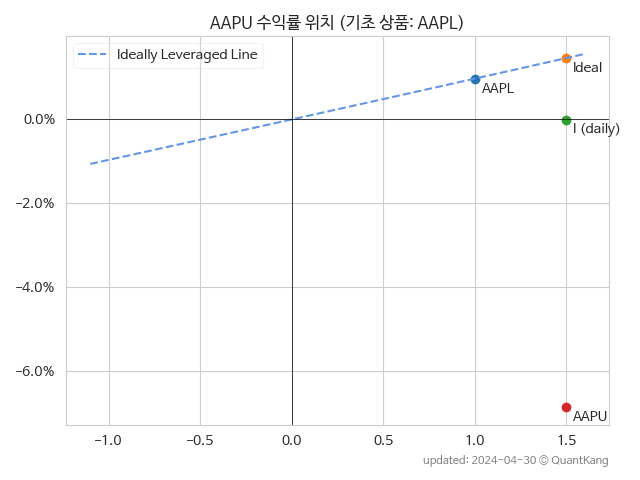 AAPU 수익률 위치 (기초 상품: AAPL)
Ideally Leveraged Line
Ideal
AAPL
0.0%
I (daily)
−2.0%
−4.0%
−6.0%
AAPU
−1.0 −0.5 0.0 0.5 1.0 1.5
updated: 2024-04-30 © QuantKang